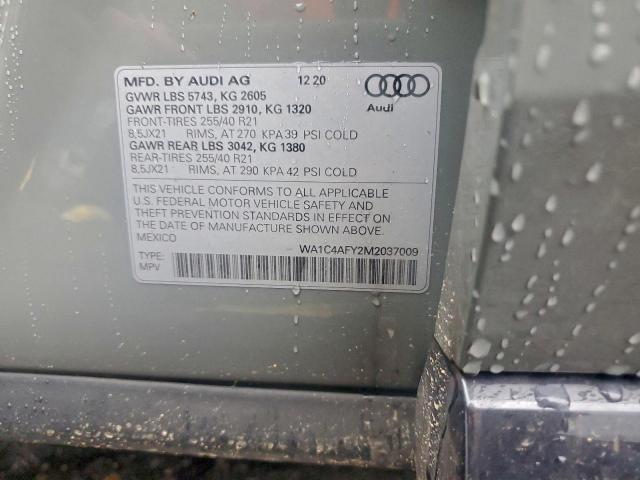 MFD. BY AUDI AG 12 20
GVWR LBS 5743, KG 2605
GAWR FRONT LBS 2910, KG 1320
FRONT-TIRES 255/40 R21
8,5JX21 RIMS, AT 270 KPA 39 PSI COLD
GAWR REAR LBS 3042, KG 1380
REAR-TIRES 255/40 R21
8,5JX21 RIMS, AT 290 KPA 42 PSI COLD
Audi
THIS VEHICLE CONFORMS TO ALL APPLICABLE
U.S. FEDERAL MOTOR VEHICLE SAFETY AND
THEFT PREVENTION STANDARDS IN EFFECT ON
THE DATE OF MANUFACTURE SHOWN ABOVE.
MEXICO
WA1C4AFY2M2037009
TYPE:
MPV